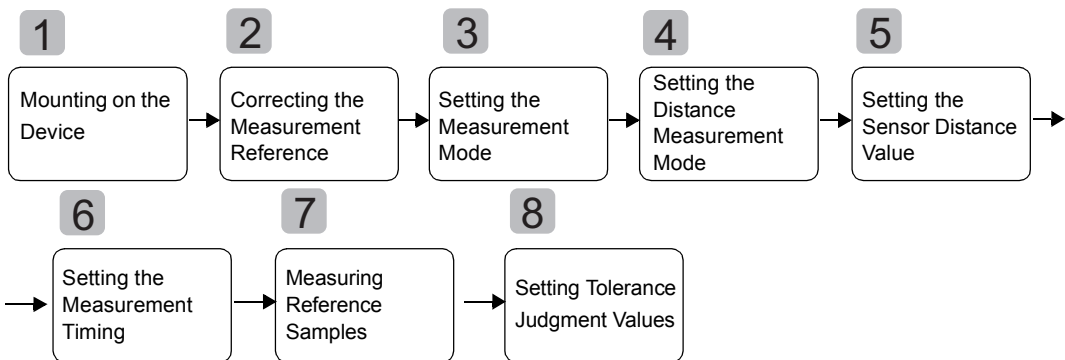 1
Mounting on the
Device
2
Correcting the
Measurement
Reference
3
Setting the
Measurement
Mode
4
Setting the
Distance
Measurement
Mode
5
Setting the
Sensor Distance
Value
6
Setting the
Measurement
Timing
7
Measuring
Reference
Samples
8
Setting Tolerance
Judgment Values